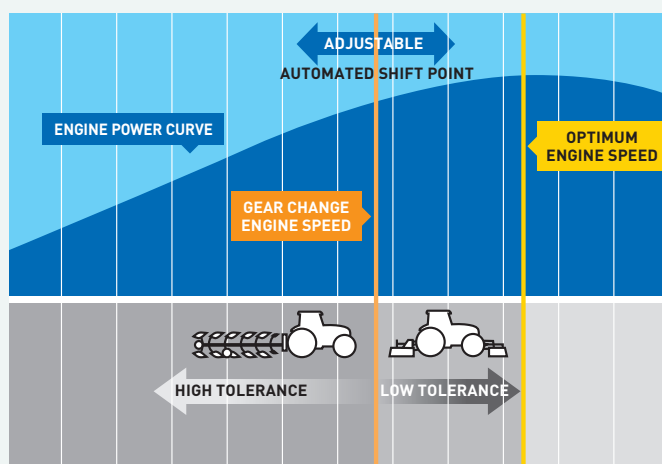 ADJUSTABLE
AUTOMATED SHIFT POINT
ENGINE POWER CURVE
OPTIMUM
ENGINE SPEED
GEAR CHANGE
ENGINE SPEED
HIGH TOLERANCE
LOW TOLERANCE